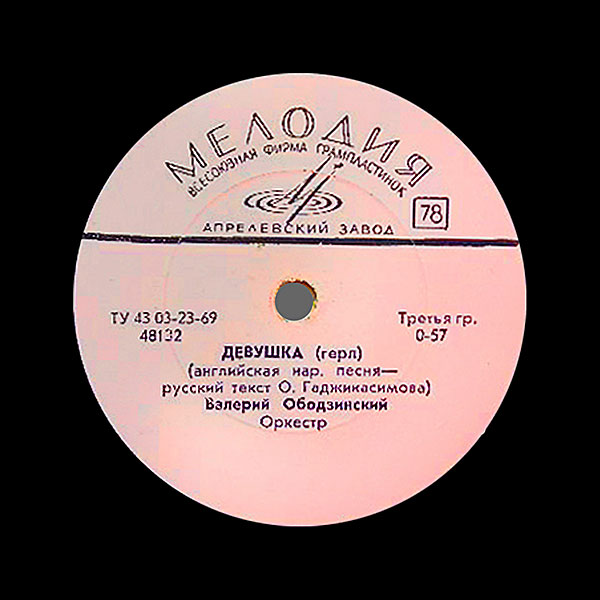 МЕЛОДИЯ
ВСЕСОЮЗНАЯ ФИРМА ГРАМПЛАСТИНОК
78
АПРЕЛЕВСКИЙ ЗАВОД
ТУ 43 03-23-69
48132
Третья гр.
0-57
ДЕВУШКА (герл)
(английская нар. песня—
русский текст О. Гаджикасимова)
Валерий Ободзинский
Оркестр